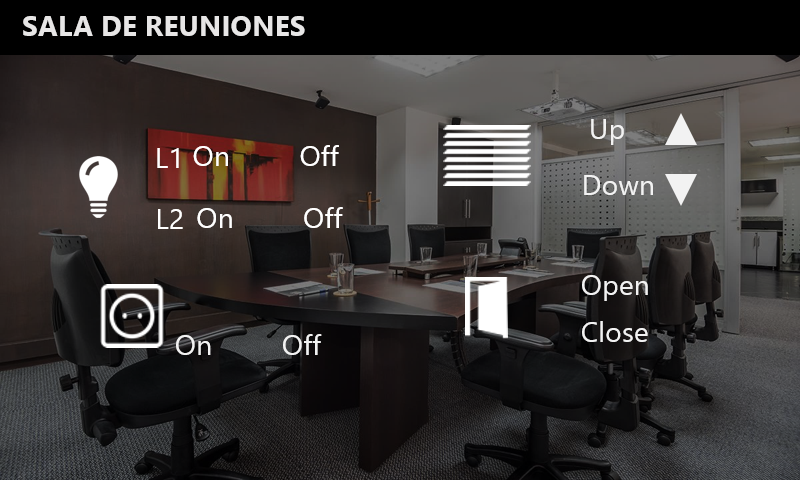 SALA DE REUNIONES
L1 On Off
L2 On Off
Up
Down
On Off
Open
Close